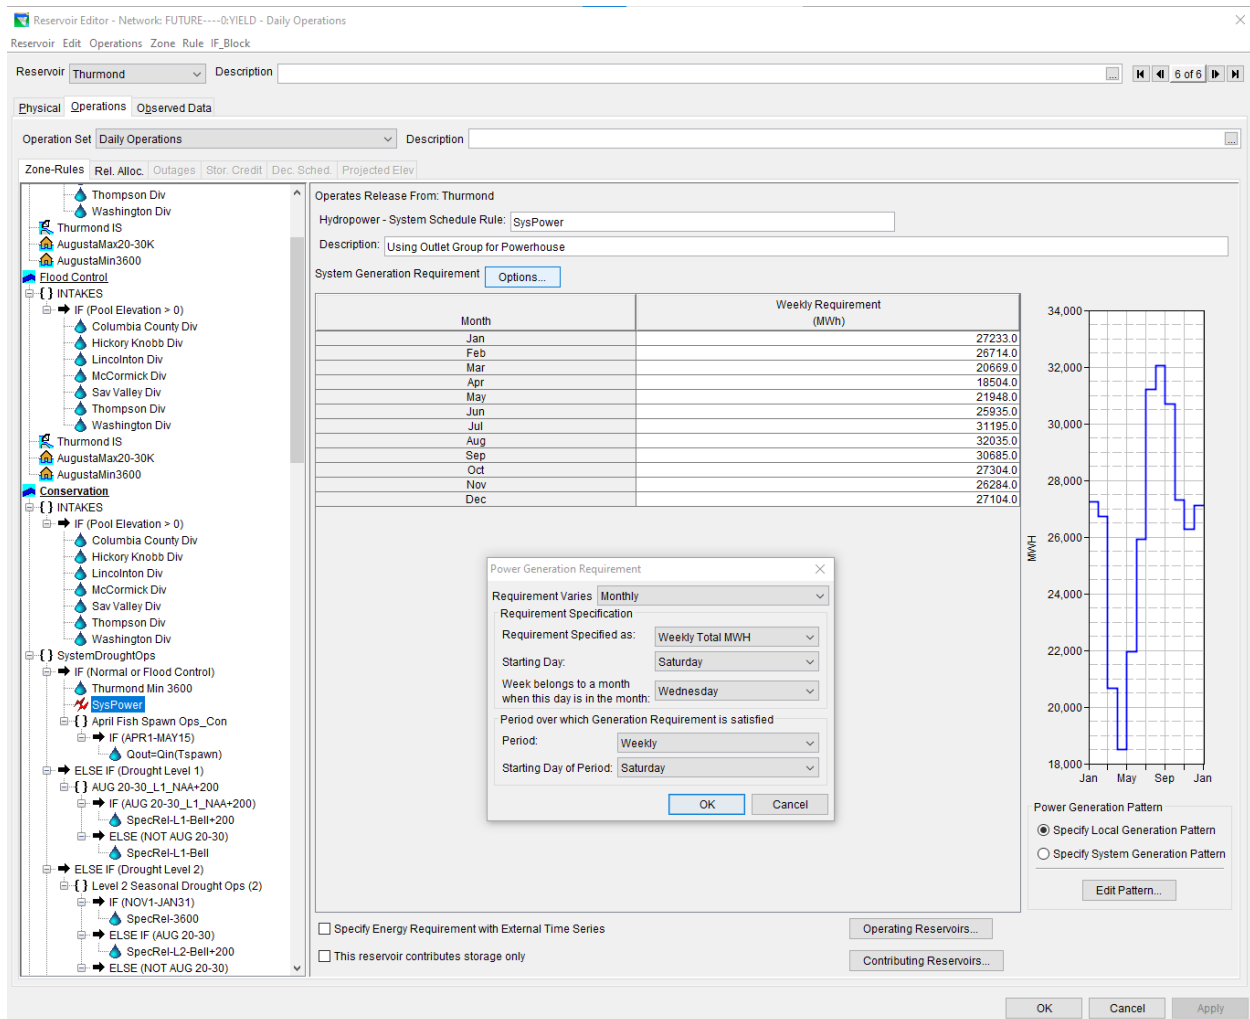 Reservoir Editor - Network: FUTURE----0:YIELD - Daily Operations
Reservoir Edit Operations Zone Rule IF_Block
Reservoir Thurmond Description ... 6 of 6
Physical Operations Observed Data
Operation Set Daily Operations Description ...
Zone-Rules Rel. Alloc. Outages Stor. Credit Dec. Sched. Projected Elev
Thompson Div
Washington Div
Thurmond IS
AugustaMax20-30K
AugustaMin3600
Flood Control
{ } INTAKES
IF (Pool Elevation > 0)
Columbia County Div
Hickory Knobb Div
Lincolnton Div
McCormick Div
Sav Valley Div
Thompson Div
Washington Div
Thurmond IS
AugustaMax20-30K
AugustaMin3600
Conservation
{ } INTAKES
IF (Pool Elevation > 0)
Columbia County Div
Hickory Knobb Div
Lincolnton Div
McCormick Div
Sav Valley Div
Thompson Div
Washington Div
{ } SystemDroughtOps
IF (Normal or Flood Control)
Thurmond Min 3600
SysPower
{ } April Fish Spawn Ops_Con
IF (APR1-MAY15)
Qout=Qin(Tspawn)
ELSE IF (Drought Level 1)
{ } AUG 20-30_L1_NAA+200
IF (AUG 20-30_L1_NAA+200)
SpecRel-L1-Bell+200
ELSE (NOT AUG 20-30)
SpecRel-L1-Bell
ELSE IF (Drought Level 2)
{ } Level 2 Seasonal Drought Ops (2)
IF (NOV1-JAN31)
SpecRel-3600
ELSE IF (AUG 20-30)
SpecRel-L2-Bell+200
ELSE (NOT AUG 20-30)
Operates Release From: Thurmond
Hydropower - System Schedule Rule: SysPower
Description: Using Outlet Group for Powerhouse
System Generation Requirement Options...
Month Weekly Requirement (MWh)
Jan 27233.0
Feb 26714.0
Mar 20669.0
Apr 18504.0
May 21948.0
Jun 25935.0
Jul 31195.0
Aug 32035.0
Sep 30685.0
Oct 27304.0
Nov 26284.0
Dec 27104.0
Power Generation Requirement
Requirement Varies Monthly
Requirement Specification
Requirement Specified as: Weekly Total MWH
Starting Day: Saturday
Week belongs to a month
when this day is in the month: Wednesday
Period over which Generation Requirement is satisfied
Period: Weekly
Starting Day of Period: Saturday
OK Cancel
34,000
32,000
30,000
28,000
26,000
24,000
22,000
20,000
18,000
MWH
Jan May Sep Jan
Power Generation Pattern
Specify Local Generation Pattern
Specify System Generation Pattern
Edit Pattern...
Specify Energy Requirement with External Time Series
Operating Reservoirs...
This reservoir contributes storage only
Contributing Reservoirs...
OK Cancel Apply